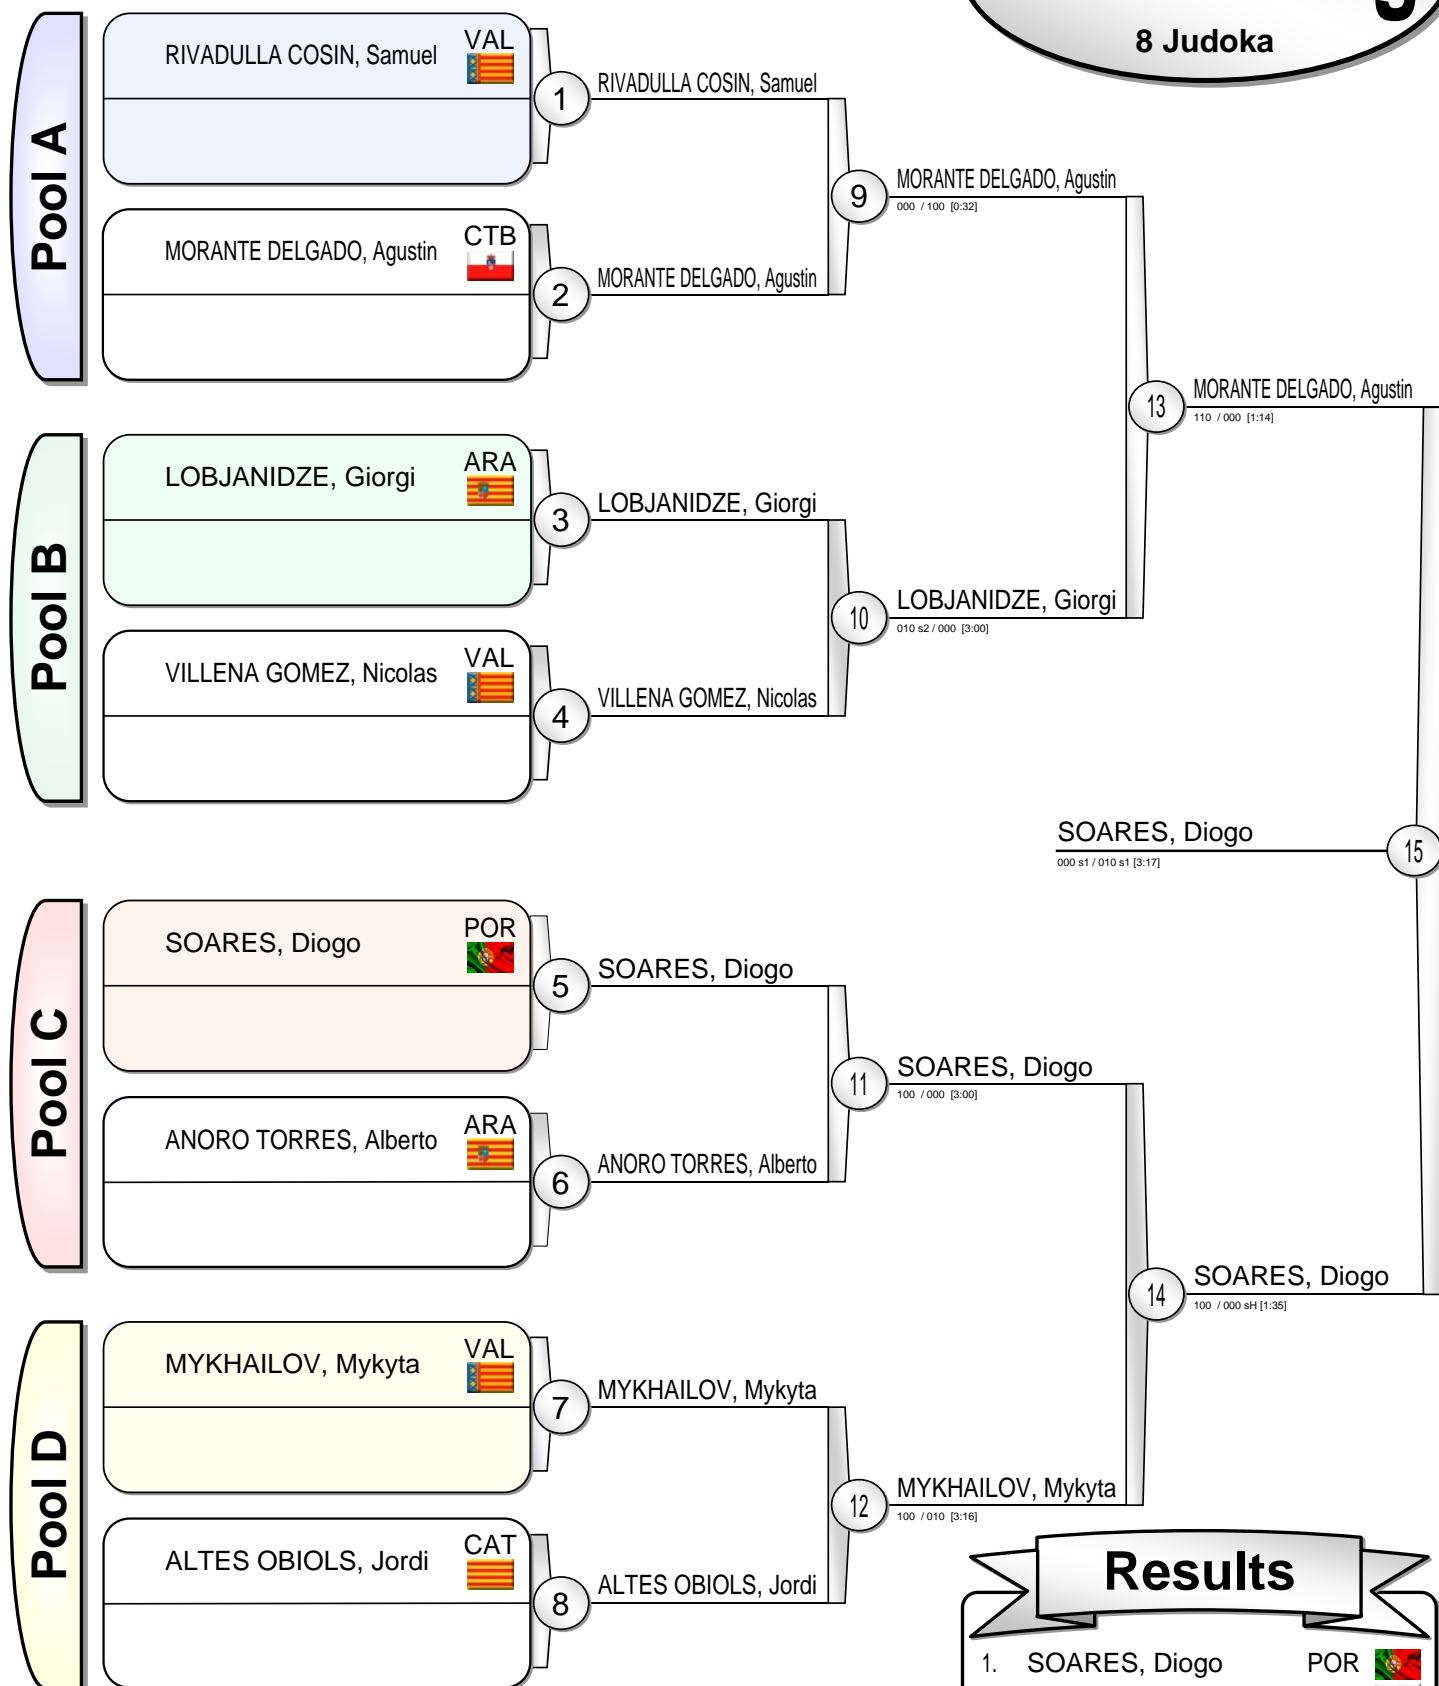 8 Judoka
Pool A
RIVADULLA COSIN, Samuel VAL
1
RIVADULLA COSIN, Samuel
MORANTE DELGADO, Agustin CTB
2
MORANTE DELGADO, Agustin
9
MORANTE DELGADO, Agustin
000 / 100 [0:32]
13
MORANTE DELGADO, Agustin
110 / 000 [1:14]
Pool B
LOBJANIDZE, Giorgi ARA
3
LOBJANIDZE, Giorgi
VILLENA GOMEZ, Nicolas VAL
4
VILLENA GOMEZ, Nicolas
10
LOBJANIDZE, Giorgi
010 s2 / 000 [3:00]
SOARES, Diogo
000 s1 / 010 s1 [3:17]
15
Pool C
SOARES, Diogo POR
5
SOARES, Diogo
ANORO TORRES, Alberto ARA
6
ANORO TORRES, Alberto
11
SOARES, Diogo
100 / 000 [3:00]
14
SOARES, Diogo
100 / 000 sH [1:35]
Pool D
MYKHAILOV, Mykyta VAL
7
MYKHAILOV, Mykyta
ALTES OBIOLS, Jordi CAT
8
ALTES OBIOLS, Jordi
12
MYKHAILOV, Mykyta
100 / 010 [3:16]
Results
1. SOARES, Diogo POR